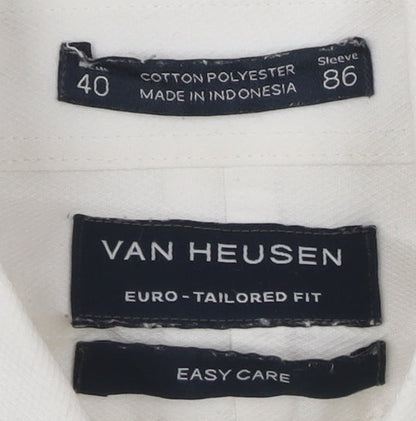 40 COTTON POLYESTER Sleeve
MADE IN INDONESIA 86
VAN HEUSEN
EURO-TAILORED FIT
EASY CARE